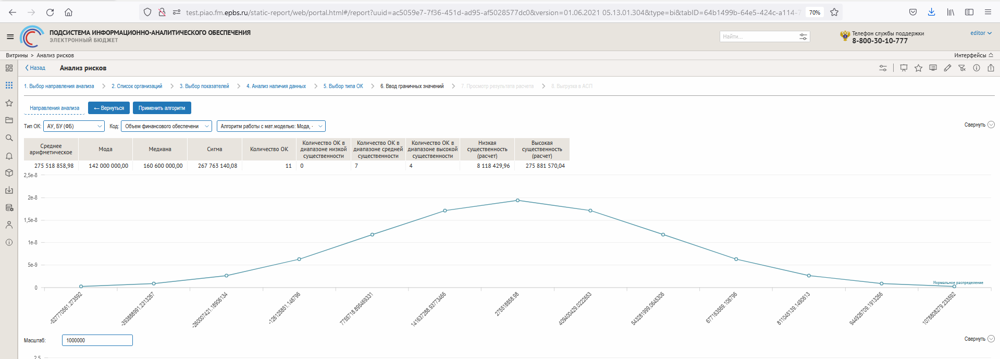 test.piao.fm.epbs.ru/static-report/web/portal.html#/report?uuid=ac5059e7-7f36-451d-ad95-af5028577dc0&version=01.06.2021 05.13.01.304&type=bi&tabID=64b1499b-64e5-424c-a114-7 70%
ПОДСИСТЕМА ИНФОРМАЦИОННО-АНАЛИТИЧЕСКОГО ОБЕСПЕЧЕНИЯ
ЭЛЕКТРОННЫЙ БЮДЖЕТ
Найти...
Телефон службы поддержки
8-800-30-10-777
editor
Витрины > Анализ рисков
Интерфейсы
Назад Анализ рисков
1. Выбор направления анализа 2. Список организаций 3. Выбор показателей 4. Анализ наличия данных 5. Выбор типа ОК 6. Ввод граничных значений 7. Просмотр результата расчета 8. Выгрузка в АСП
Направления анализа ← Вернуться Применить алгоритм
Тип ОК: АУ, БУ (ФБ) Код: Объем финансового обеспечени Алгоритм работы с мат.моделью: Мода, - Свернуть
Среднее арифметическое Мода Медиана Сигма Количество ОК Количество ОК в диапазоне низкой существенности Количество ОК в диапазоне средней существенности Количество ОК в диапазоне высокой существенности Низкая существенность (расчет) Высокая существенность (расчет)
275 518 858,98 142 000 000,00 160 600 000,00 267 763 140,08 11 0 7 4 8 118 429,96 275 881 570,04
2,5e-8
2e-8
1,5e-8
1e-8
5e-9
0
Нормальное распределение
-527770561.273592 -393888991.2313267 -260007421.18906134 -126125851.146796 7755718.895469331 141637288.93773466 275518858.98 409400429.0222653 543281999.0645306 677163569.106796 811045139.1490613 944926709.1913266 1078808279.233592
Масштаб: 1000000 Свернуть
2,5